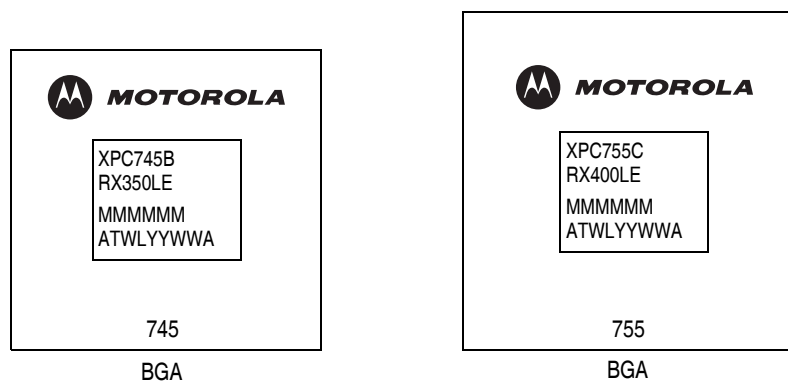 MOTOROLA
XPC745B
RX350LE
MMMMMM
ATWLYYWWA
745
BGA
MOTOROLA
XPC755C
RX400LE
MMMMMM
ATWLYYWWA
755
BGA